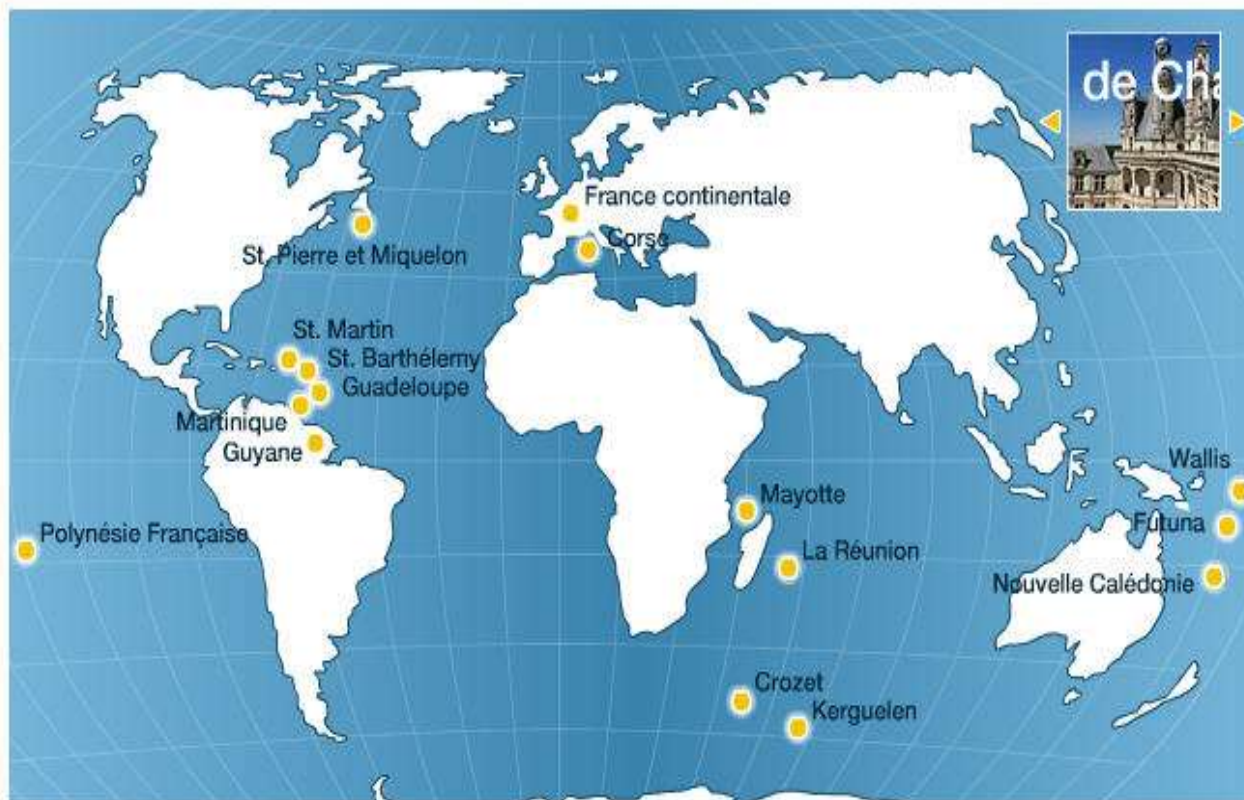 de Cha
France continentale
Corse
St. Pierre et Miquelon
St. Martin
St. Barthélemy
Guadeloupe
Martinique
Guyane
Wallis
Mayotte
Futuna
Polynésie Française
La Réunion
Nouvelle Calédonie
Crozet
Kerguelen